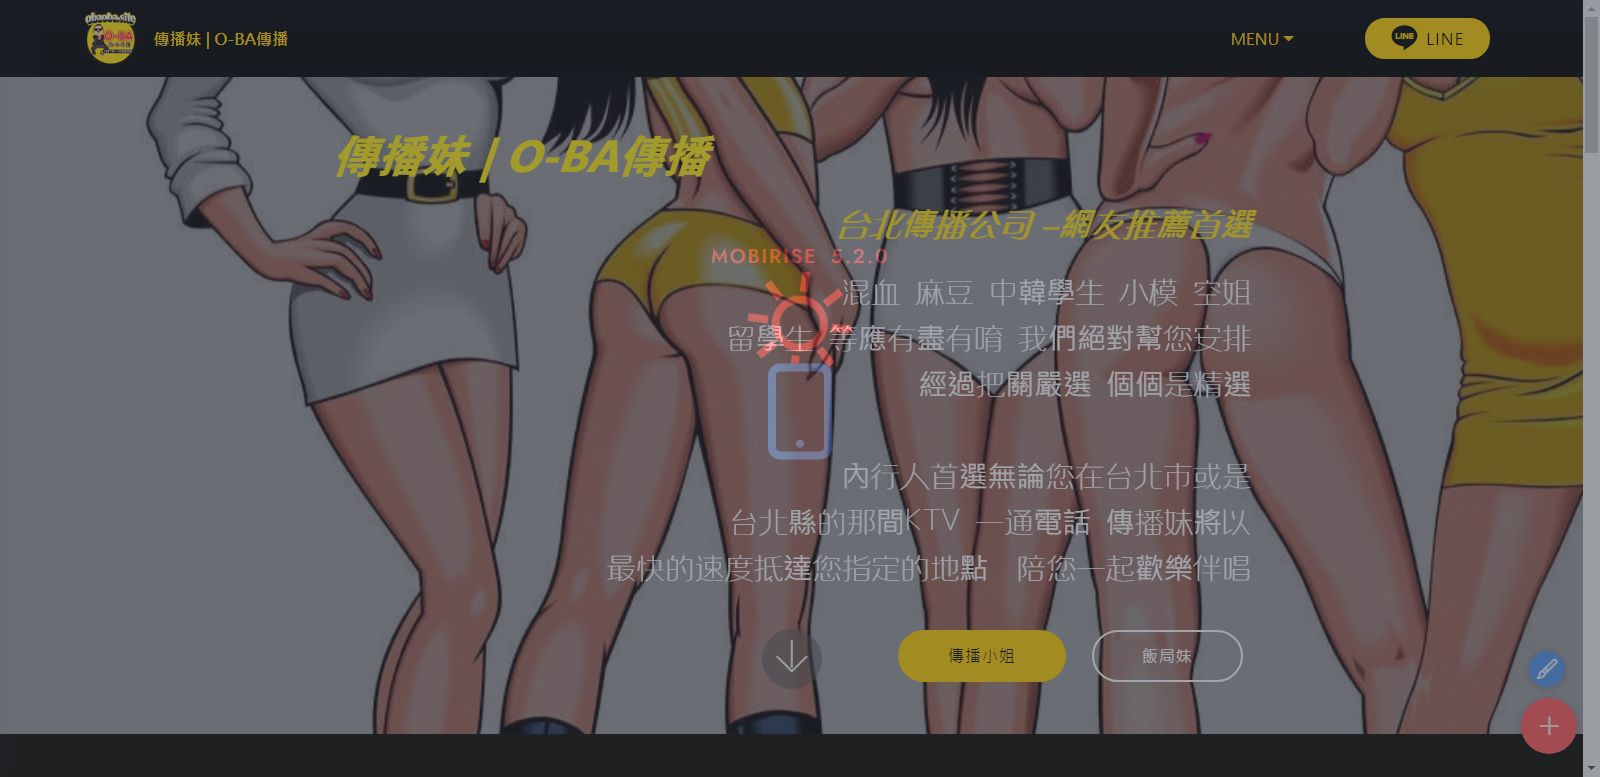 obaoba.site
O-BA
傳播妹 | O-BA傳播
MENU
LINE
LINE
傳播妹 | O-BA傳播
台北傳播公司 –網友推薦首選
MOBIRISE 5.2.0
混血 麻豆 中韓學生 小模 空姐
留學生 等應有盡有唷 我們絕對幫您安排
經過把關嚴選 個個是精選
內行人首選無論您在台北市或是
台北縣的那間KTV 一通電話 傳播妹將以
最快的速度抵達您指定的地點 陪您一起歡樂伴唱
傳播小姐
飯局妹